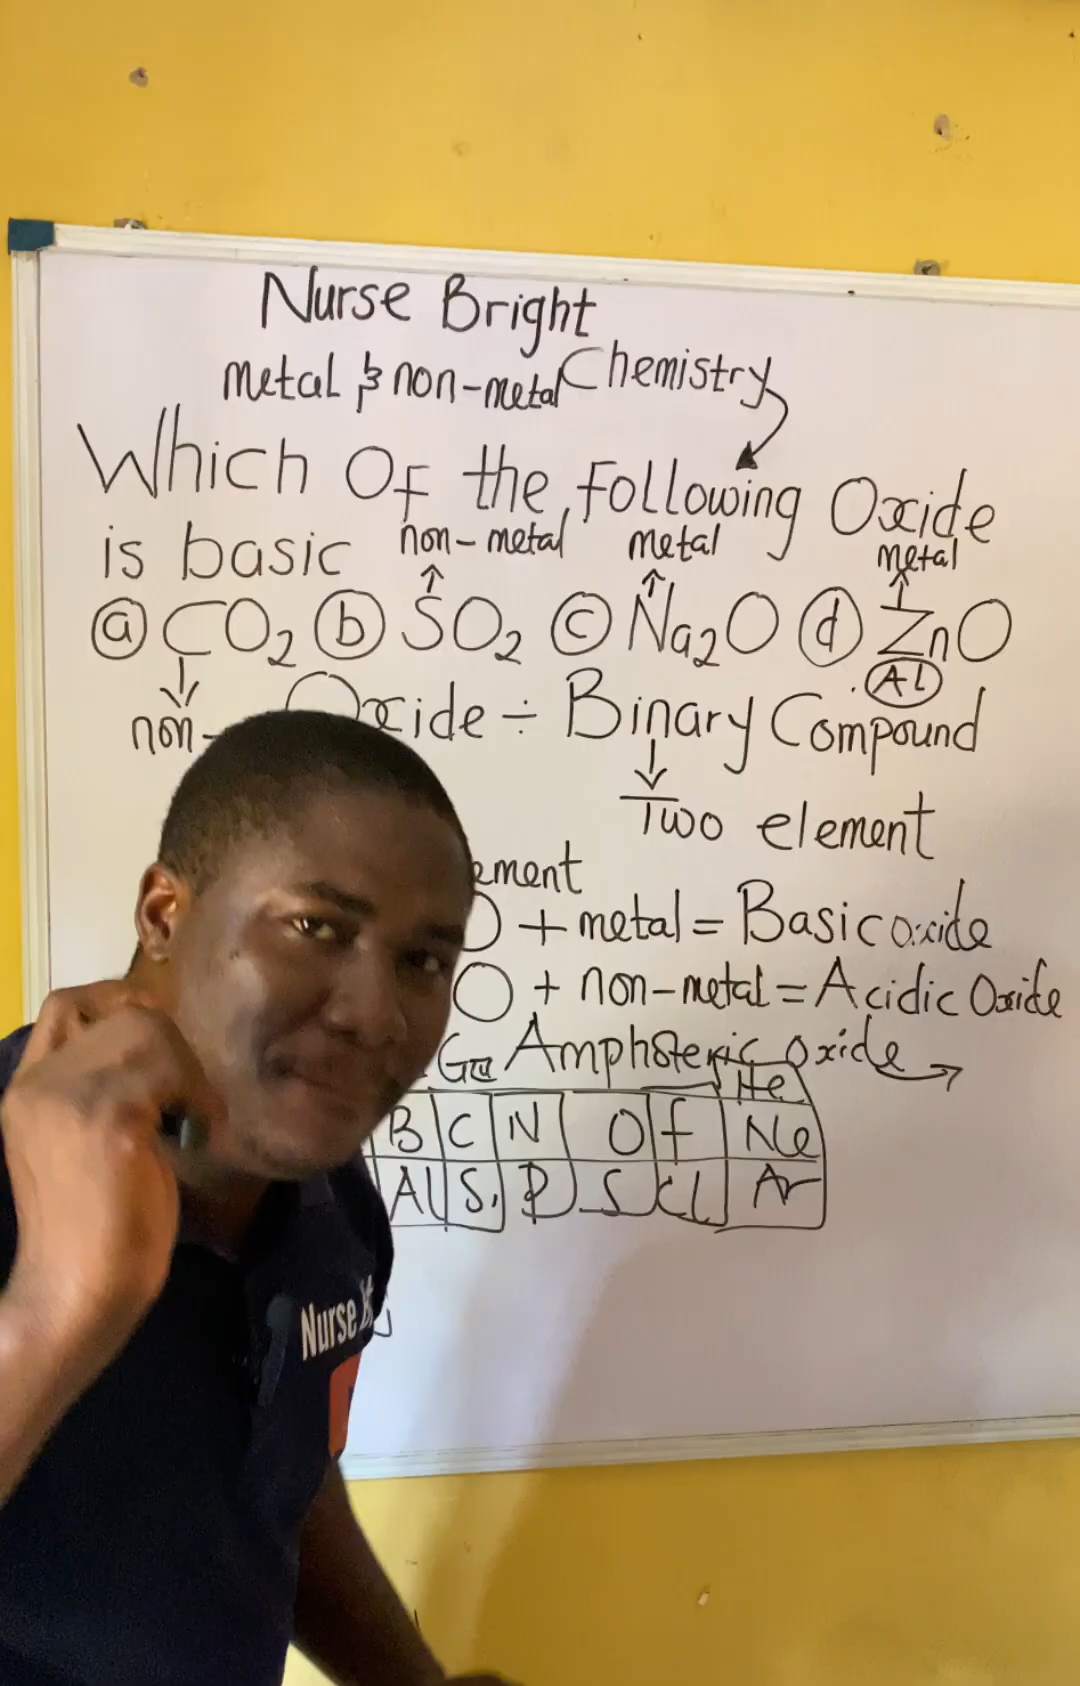 Nurse Bright
metal & non-metal Chemistry
Which Of the following Oxide
is basic non-metal metal metal
ⓐ CO₂ ⓑ SO₂ ⓒ Na₂O ⓓ ZnO
Al
non- Oxide ÷ Binary Compound
Two element
ement
O + metal = Basic oxide
O + non-metal = Acidic Oxide
Amphoteric oxide →
He
B C N O F Ne
Al Si P S Cl Ar
Nurse